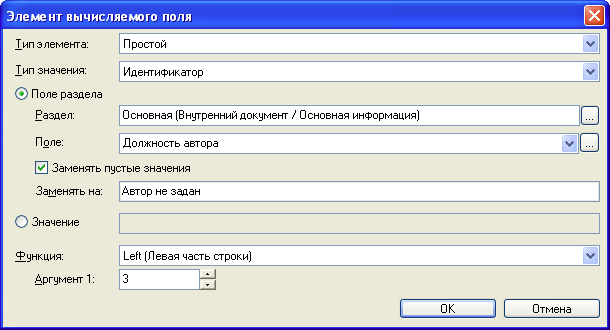 Элемент вычисляемого поля
Тип элемента: Простой
Тип значения: Идентификатор
Поле раздела
Раздел: Основная (Внутренний документ / Основная информация) ...
Поле: Должность автора ...
Заменять пустые значения
Заменять на: Автор не задан
Значение
Функция: Left (Левая часть строки)
Аргумент 1: 3
OK Отмена